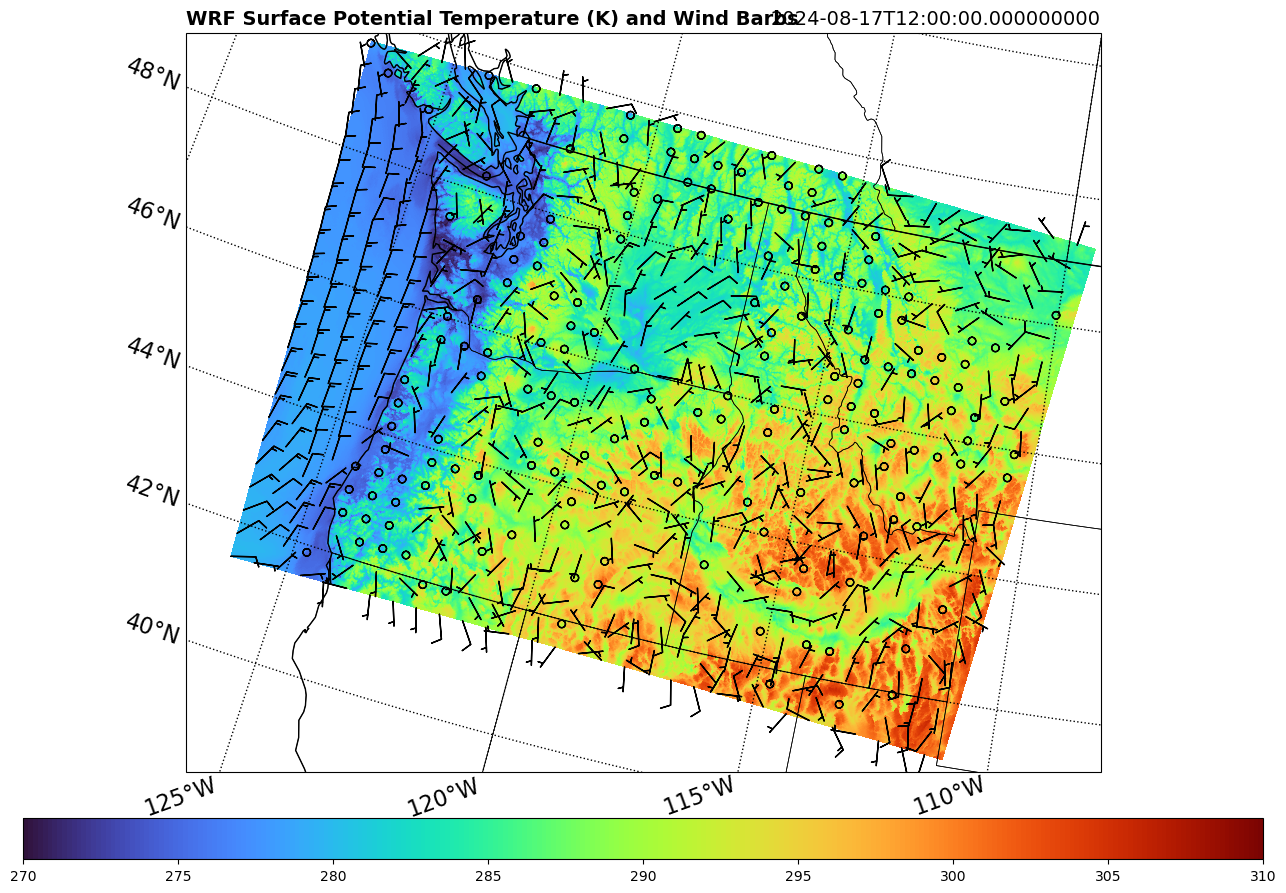 WRF Surface Potential Temperature (K) and Wind Barbs 2024-08-17T12:00:00.000000000
48°N
46°N
44°N
42°N
40°N
125°W 120°W 115°W 110°W
270 275 280 285 290 295 300 305 310